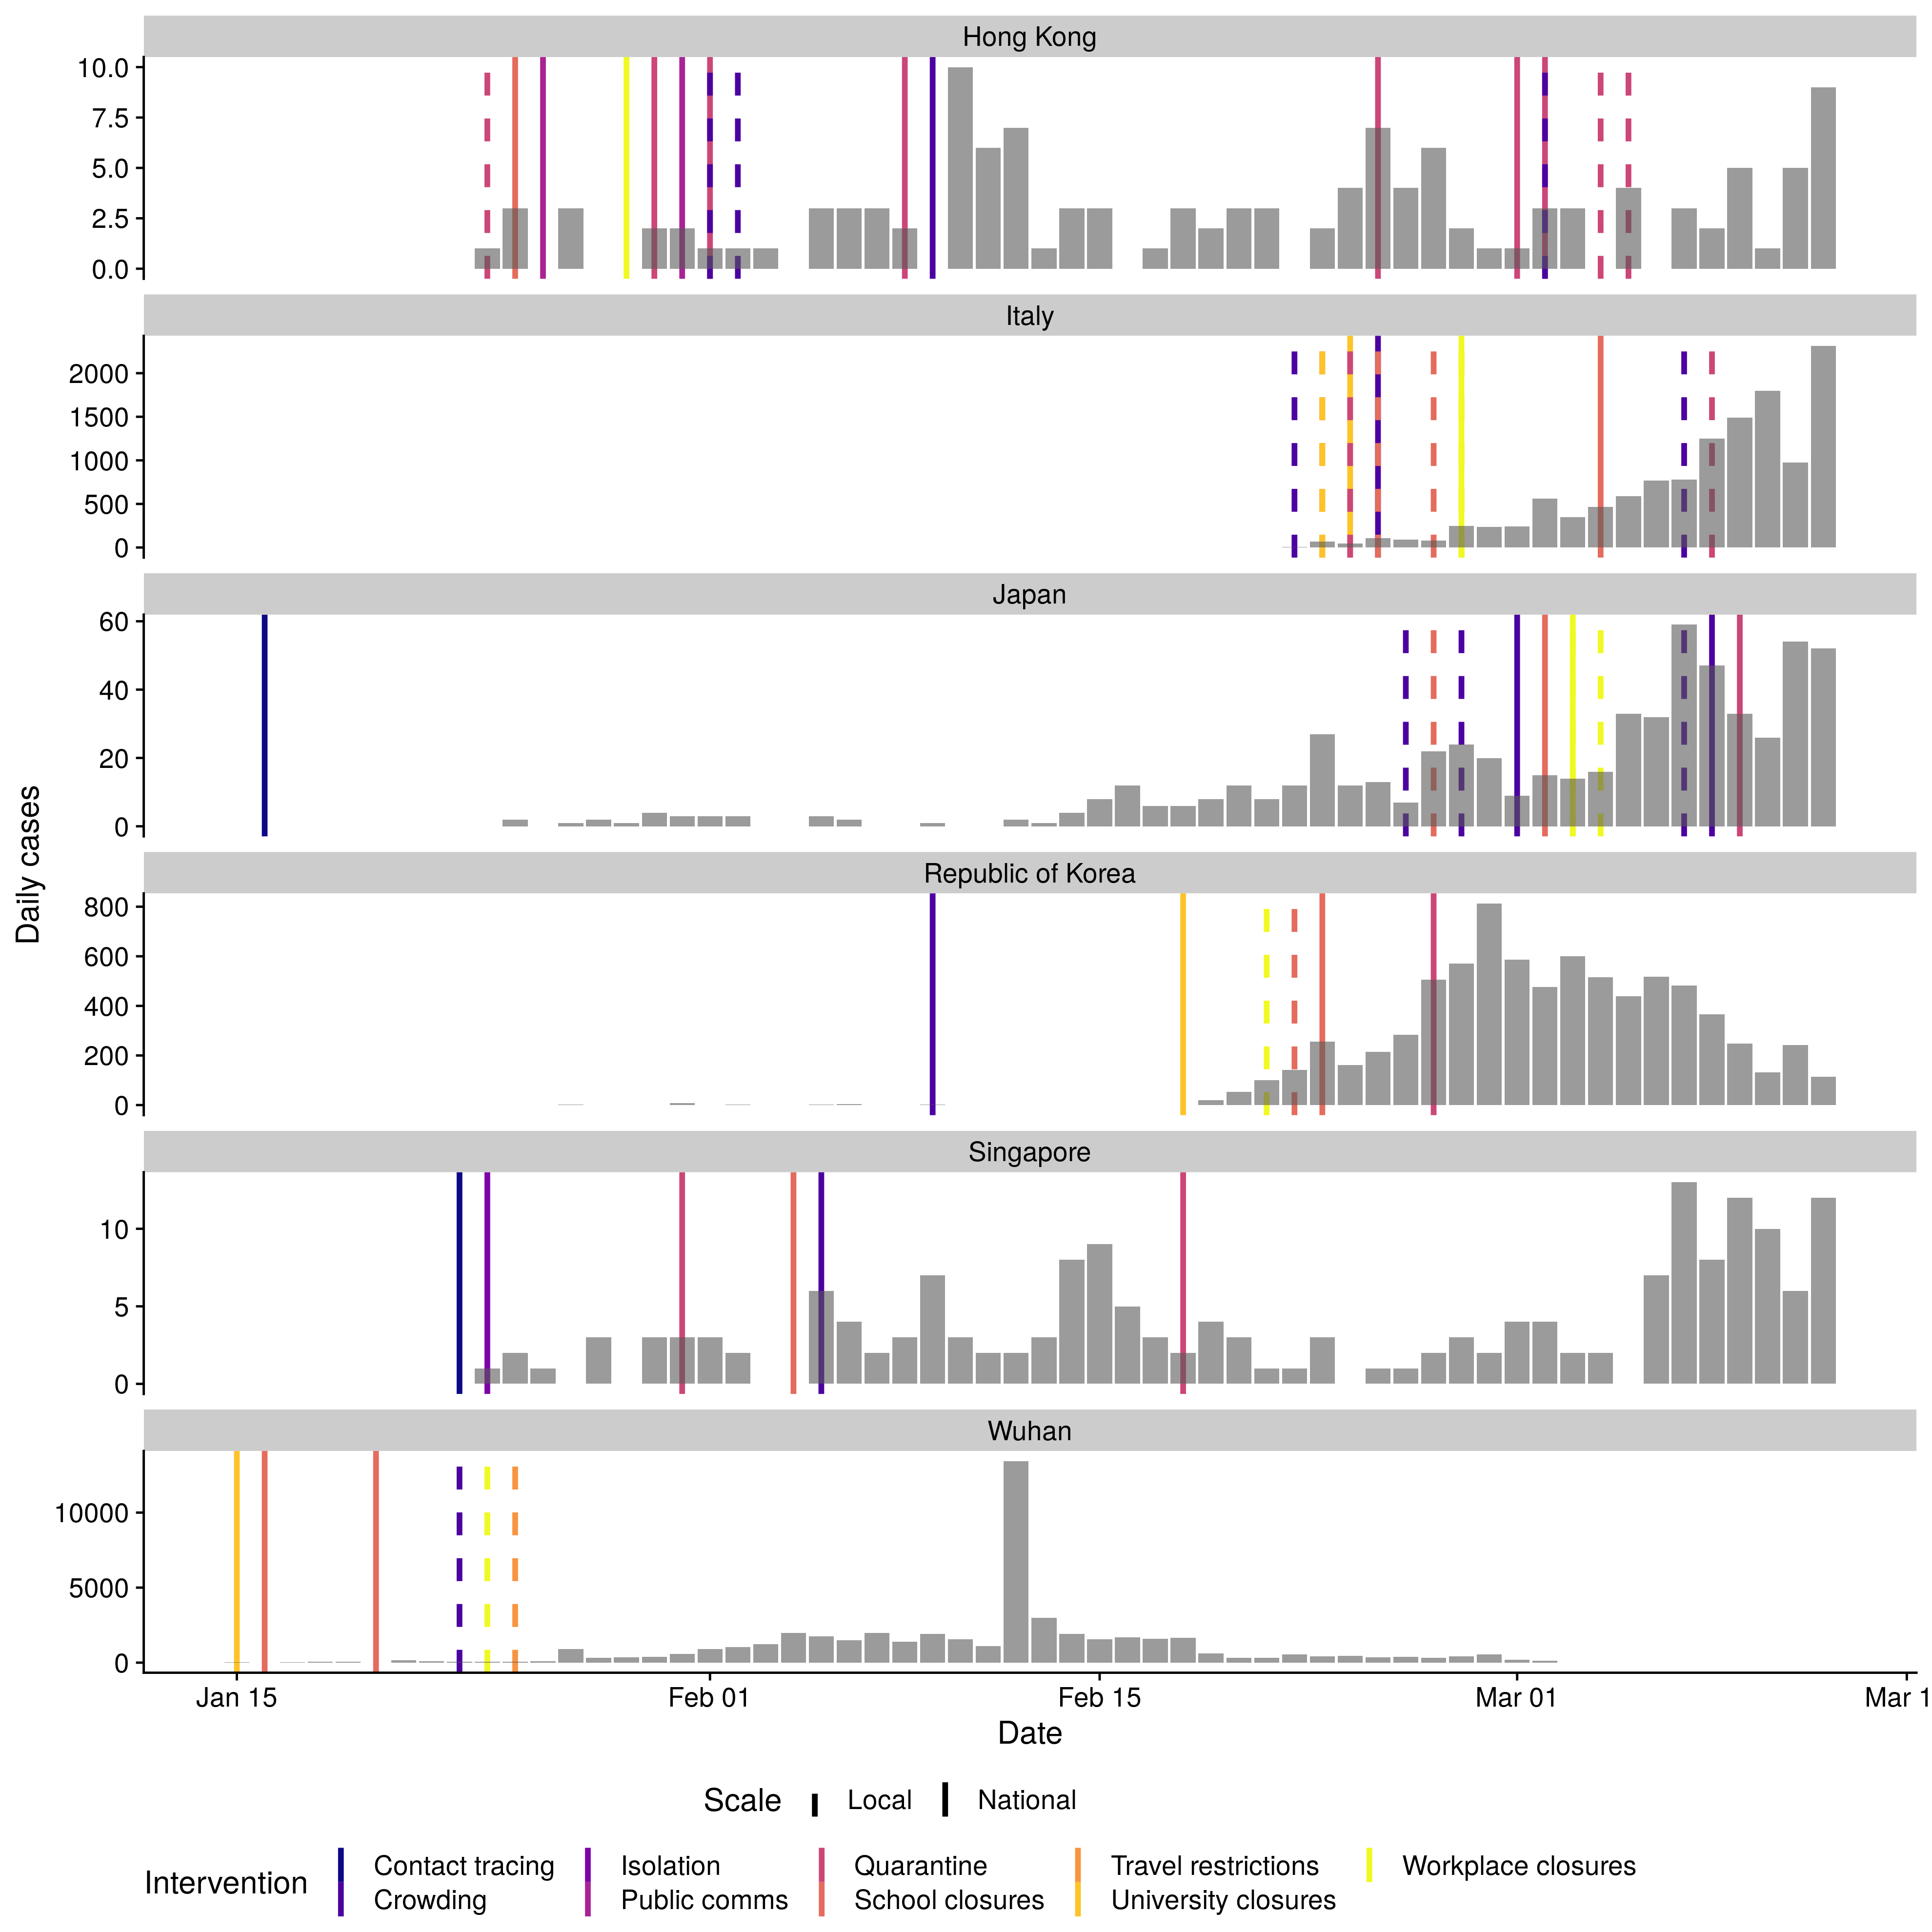 Hong Kong
10.0
7.5
5.0
2.5
0.0
Italy
2000
1500
1000
500
0
Japan
60
40
20
0
Daily cases
Republic of Korea
800
600
400
200
0
Singapore
10
5
0
Wuhan
10000
5000
0
Jan 15 Feb 01 Feb 15 Mar 01 Mar 1
Date
Scale Local National
Intervention
Contact tracing Isolation Quarantine Travel restrictions Workplace closures
Crowding Public comms School closures University closures